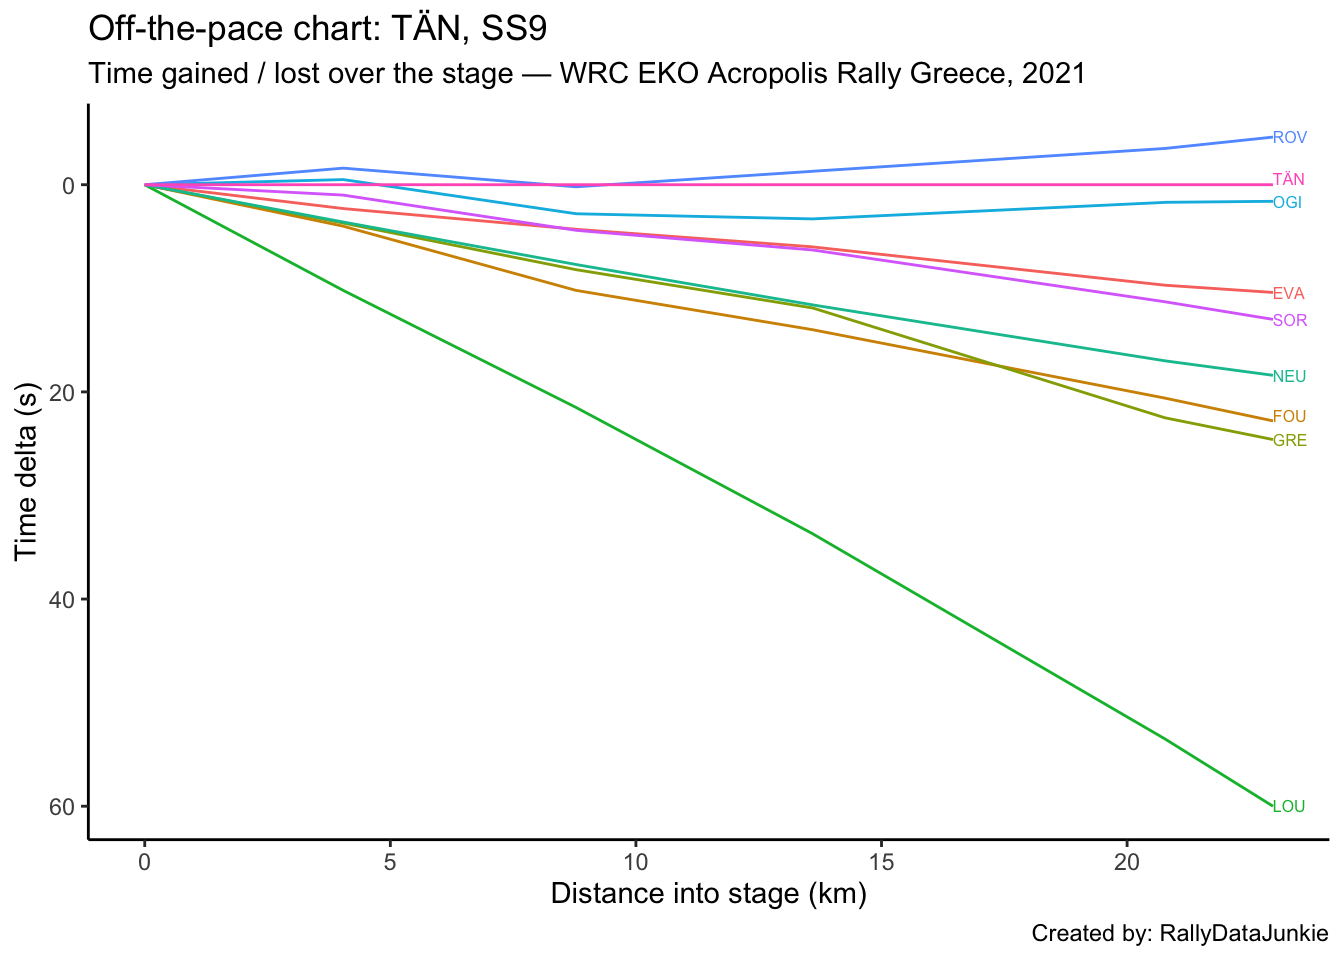 Off-the-pace chart: TÄN, SS9
Time gained / lost over the stage — WRC EKO Acropolis Rally Greece, 2021
ROV
0
TÄN
OGI
EVA
SOR
NEU
20
FOU
GRE
Time delta (s)
40
60
LOU
0 5 10 15 20
Distance into stage (km)
Created by: RallyDataJunkie